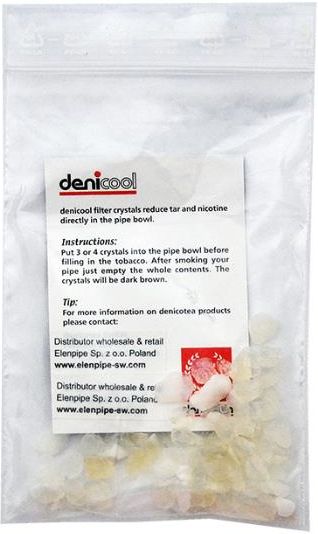 denicool
denicool filter crystals reduce tar and nicotine
directly in the pipe bowl.
Instructions:
Put 3 or 4 crystals into the pipe bowl before
filling in the tobacco. After smoking your
pipe just empty the whole contents. The
crystals will be dark brown.
Tip:
For more information on denicotea products
please contact:
Distributor wholesale & retail
Elenpipe Sp. z o.o. Poland
www.elenpipe-sw.com
Distributor wholesale & re
Elenpipe Sp. z o.o. Poland
www.elenpipe-sw.com